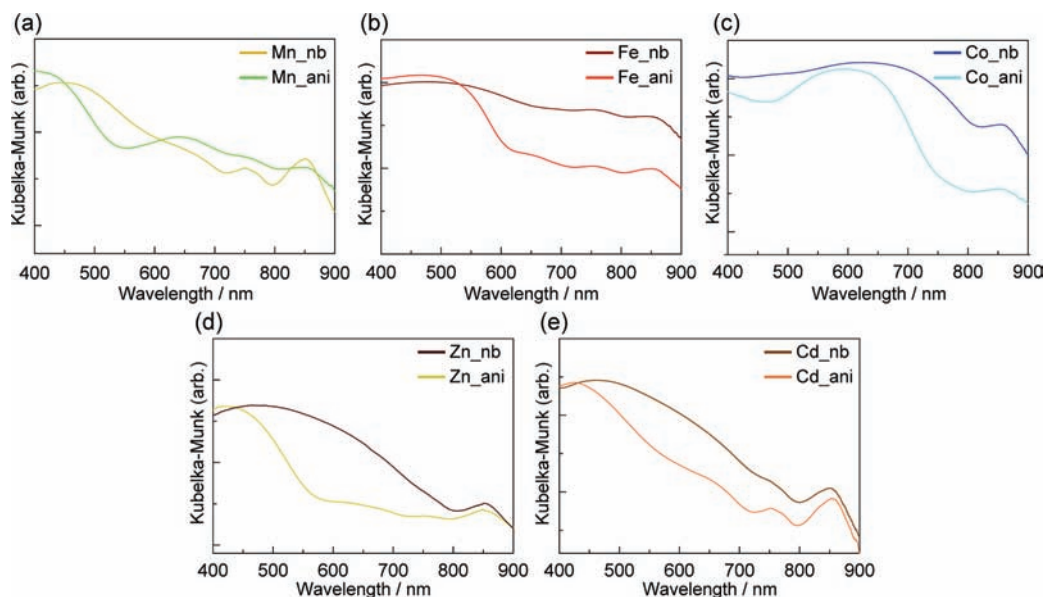 (a)
Mn_nb
Mn_ani
Kubelka-Munk (arb.)
400 500 600 700 800 900
Wavelength / nm
(b)
Fe_nb
Fe_ani
Kubelka-Munk (arb.)
400 500 600 700 800 900
Wavelength / nm
(c)
Co_nb
Co_ani
Kubelka-Munk (arb.)
400 500 600 700 800 900
Wavelength / nm
(d)
Zn_nb
Zn_ani
Kubelka-Munk (arb.)
400 500 600 700 800 900
Wavelength / nm
(e)
Cd_nb
Cd_ani
Kubelka-Munk (arb.)
400 500 600 700 800 900
Wavelength / nm